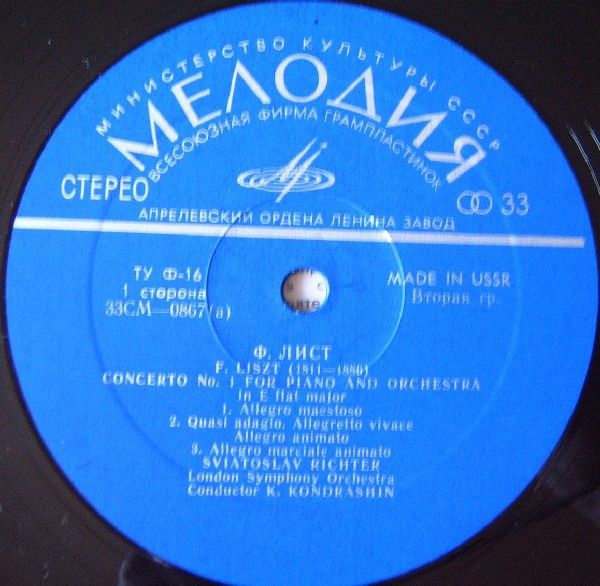 МИНИСТЕРСТВО КУЛЬТУРЫ СССР
МЕЛОДИЯ
ВСЕСОЮЗНАЯ ФИРМА ГРАМПЛАСТИНОК
СТЕРЕО
33
АПРЕЛЕВСКИЙ ОРДЕНА ЛЕНИНА ЗАВОД
ТУ Ф-16
MADE IN USSR
1 сторона
Вторая гр.
33СМ—0867(а)
Ф. ЛИСТ
F. LISZT (1811—1886)
CONCERTO No. 1 FOR PIANO AND ORCHESTRA
in E flat major
1. Allegro maestoso
2. Quasi adagio. Allegretto vivace
Allegro animato
3. Allegro marciale animato
SVIATOSLAV RICHTER
London Symphony Orchestra
Conductor K. KONDRASHIN